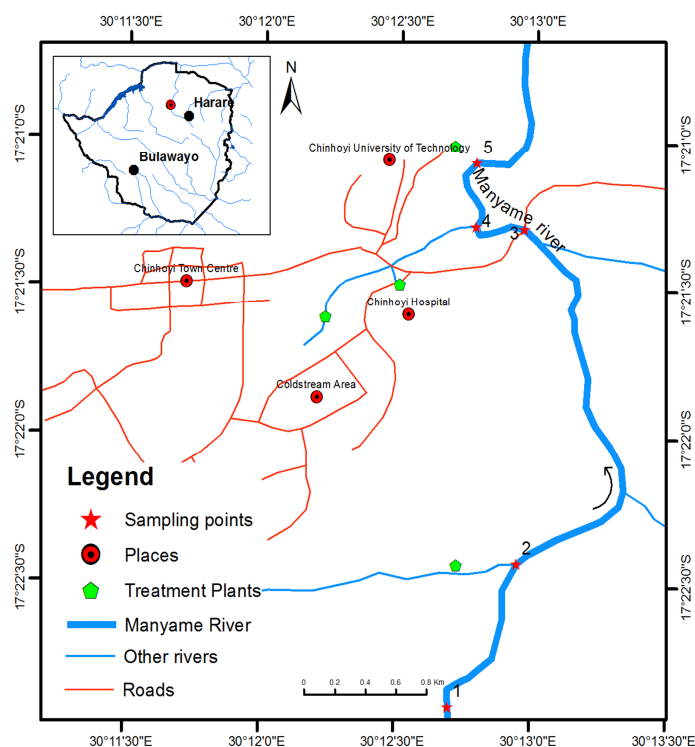 30°11'30"E 30°12'0"E 30°12'30"E 30°13'0"E
N
Harare
Bulawayo
17°21'0"S 17°21'0"S
Chinhoyi University of Technology
5
Manyame river
4
3
Chinhoyi Town Centre
17°21'30"S 17°21'30"S
Chinhoyi Hospital
Coldstream Area
17°22'0"S 17°22'0"S
Legend
Sampling points
Places
Treatment Plants
Manyame River
Other rivers
Roads
2
17°22'30"S 17°22'30"S
0 0.2 0.4 0.8 Km
1
30°11'30"E 30°12'0"E 30°12'30"E 30°13'0"E 30°13'30"E